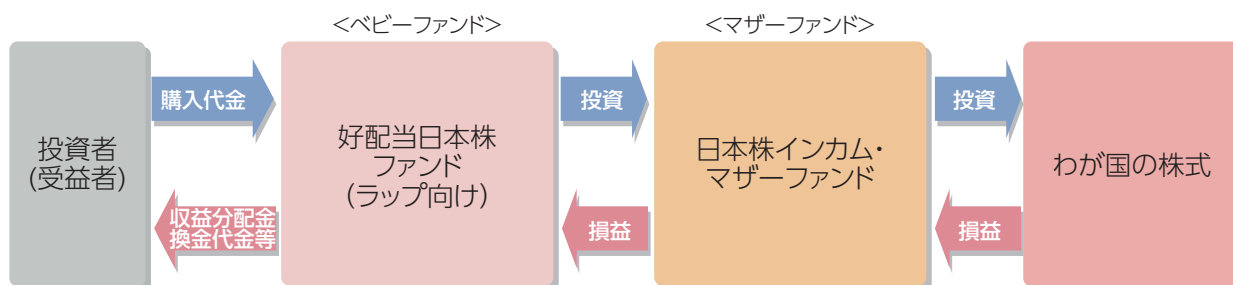 <ベビーファンド>
<マザーファンド>
投資者
(受益者)
購入代金
収益分配金
換金代金等
好配当日本株
ファンド
(ラップ向け)
投資
損益
日本株インカム・
マザーファンド
投資
損益
わが国の株式